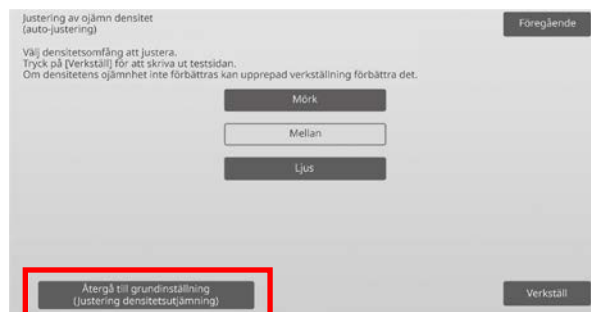 Justering av ojämn densitet
(auto-justering)
Föregående
Välj densitetsomfång att justera.
Tryck på [Verkställ] för att skriva ut testsidan.
Om densitetens ojämnhet inte förbättras kan upprepad verkställning förbättra det.
Mörk
Mellan
Ljus
Återgå till grundinställning
(Justering densitetsutjämning)
Verkställ